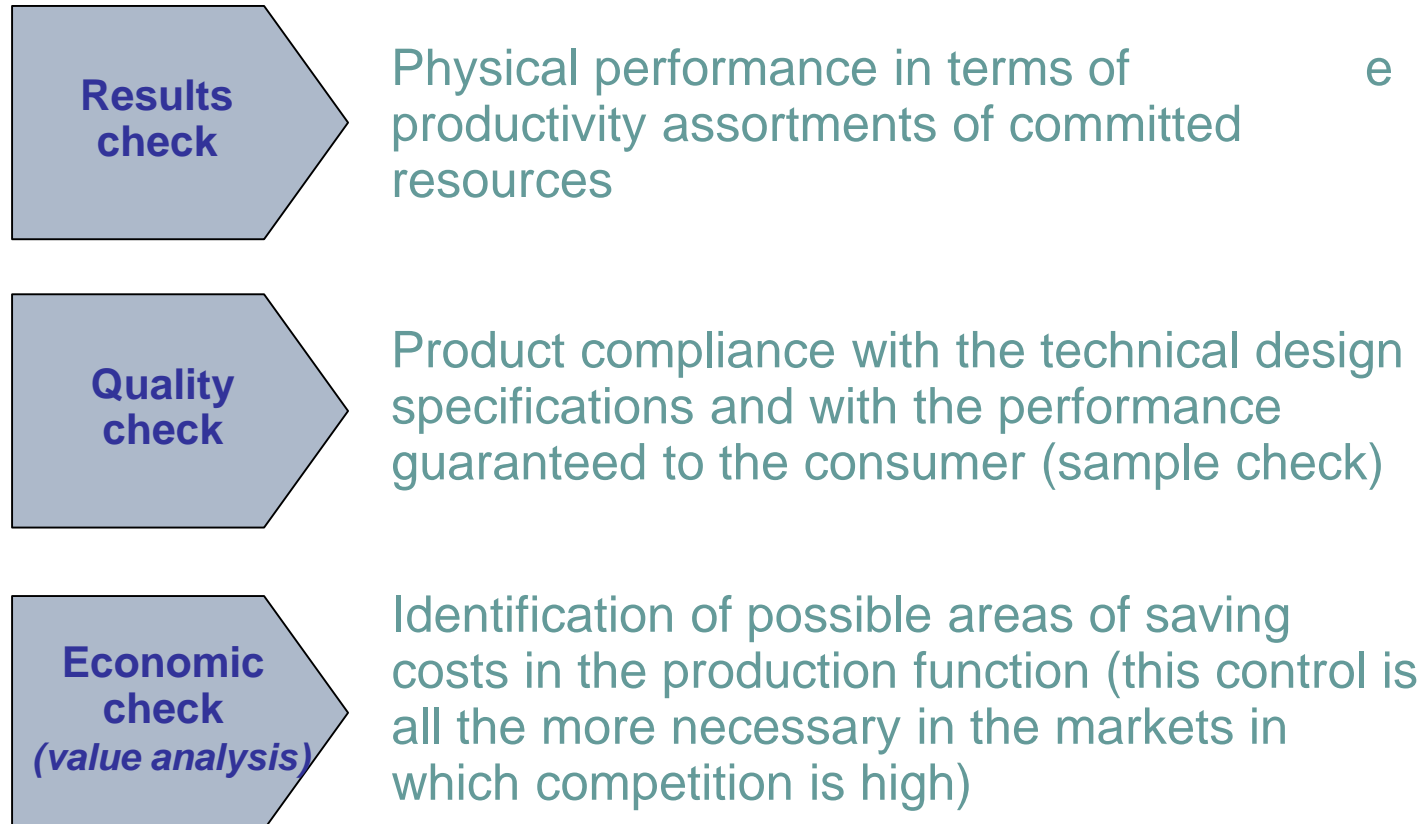 Results
check
Physical performance in terms of e
productivity assortments of committed
resources
Quality
check
Product compliance with the technical design
specifications and with the performance
guaranteed to the consumer (sample check)
Economic
check
(value analysis)
Identification of possible areas of saving
costs in the production function (this control is
all the more necessary in the markets in
which competition is high)